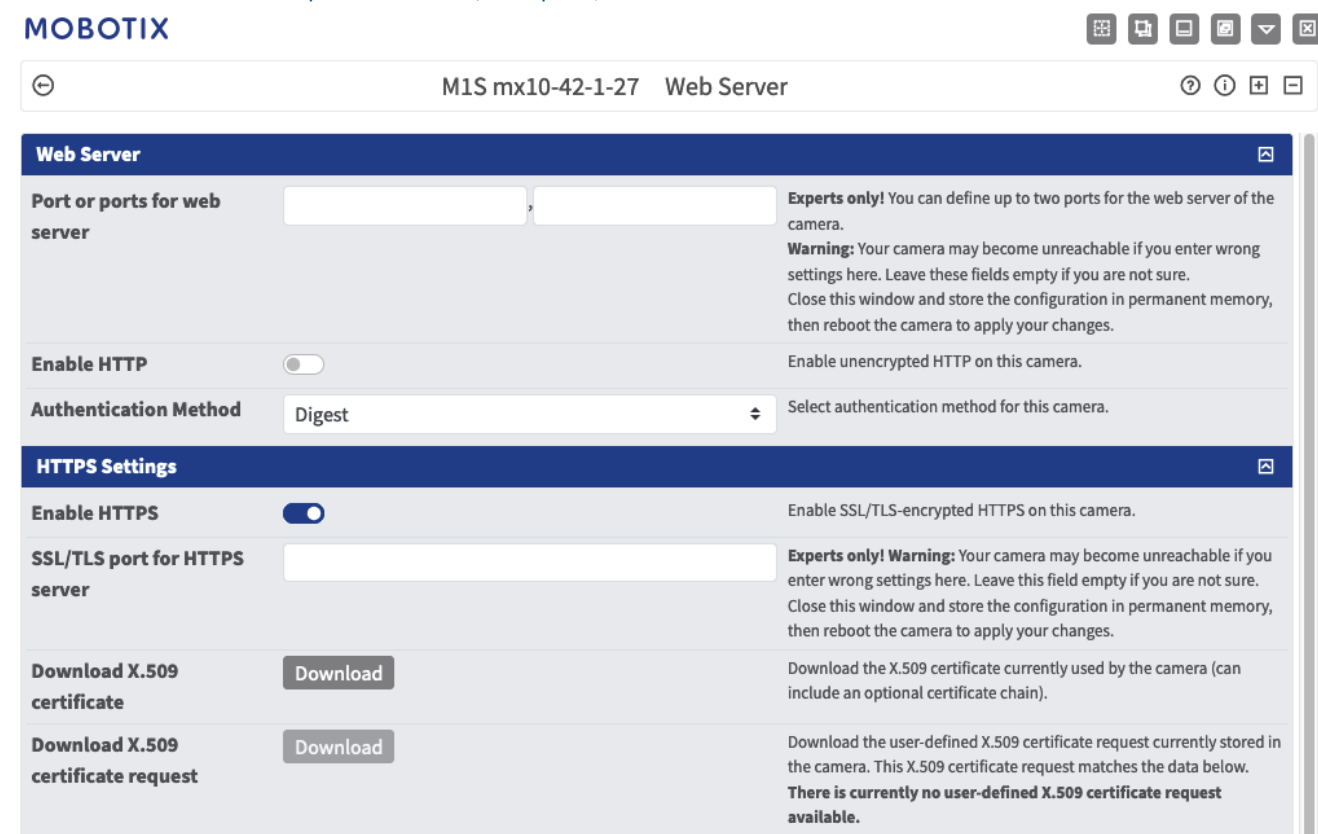 MOBOTIX
M1S mx10-42-1-27 Web Server
Web Server
Port or ports for web
server
,
Experts only! You can define up to two ports for the web server of the
camera.
Warning: Your camera may become unreachable if you enter wrong
settings here. Leave these fields empty if you are not sure.
Close this window and store the configuration in permanent memory,
then reboot the camera to apply your changes.
Enable HTTP
Enable unencrypted HTTP on this camera.
Authentication Method
Digest
Select authentication method for this camera.
HTTPS Settings
Enable HTTPS
Enable SSL/TLS-encrypted HTTPS on this camera.
SSL/TLS port for HTTPS
server
Experts only! Warning: Your camera may become unreachable if you
enter wrong settings here. Leave this field empty if you are not sure.
Close this window and store the configuration in permanent memory,
then reboot the camera to apply your changes.
Download X.509
certificate
Download
Download the X.509 certificate currently used by the camera (can
include an optional certificate chain).
Download X.509
certificate request
Download
Download the user-defined X.509 certificate request currently stored in
the camera. This X.509 certificate request matches the data below.
There is currently no user-defined X.509 certificate request
available.